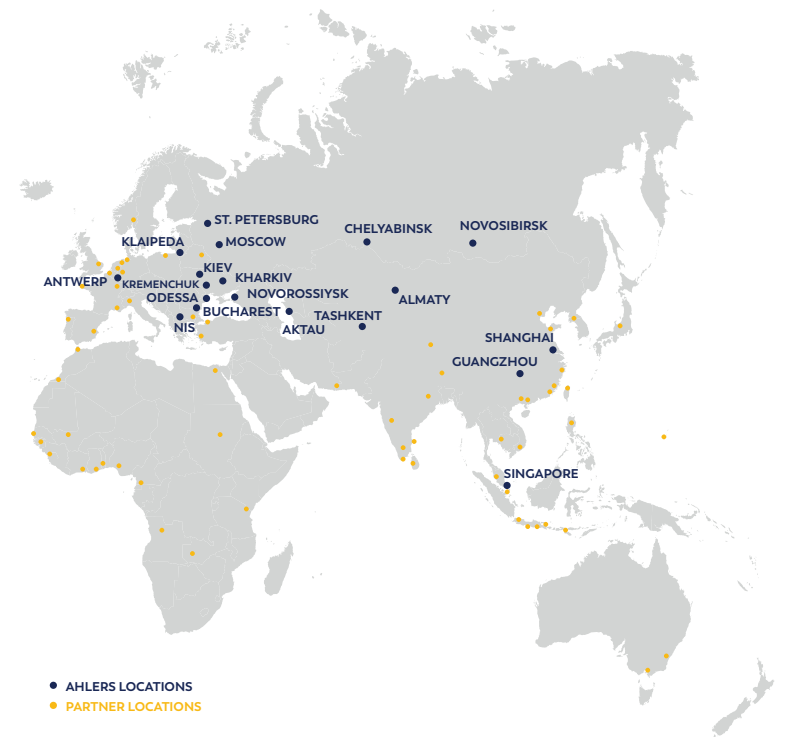 ST. PETERSBURG
CHELYABINSK
NOVOSIBIRSK
KLAIPEDA
MOSCOW
KIEV
ANTWERP
KREMENCHUK
KHARKIV
ODESSA
NOVOROSSIYSK
ALMATY
BUCHAREST
TASHKENT
NIS
AKTAU
SHANGHAI
GUANGZHOU
SINGAPORE
AHLERS LOCATIONS
PARTNER LOCATIONS